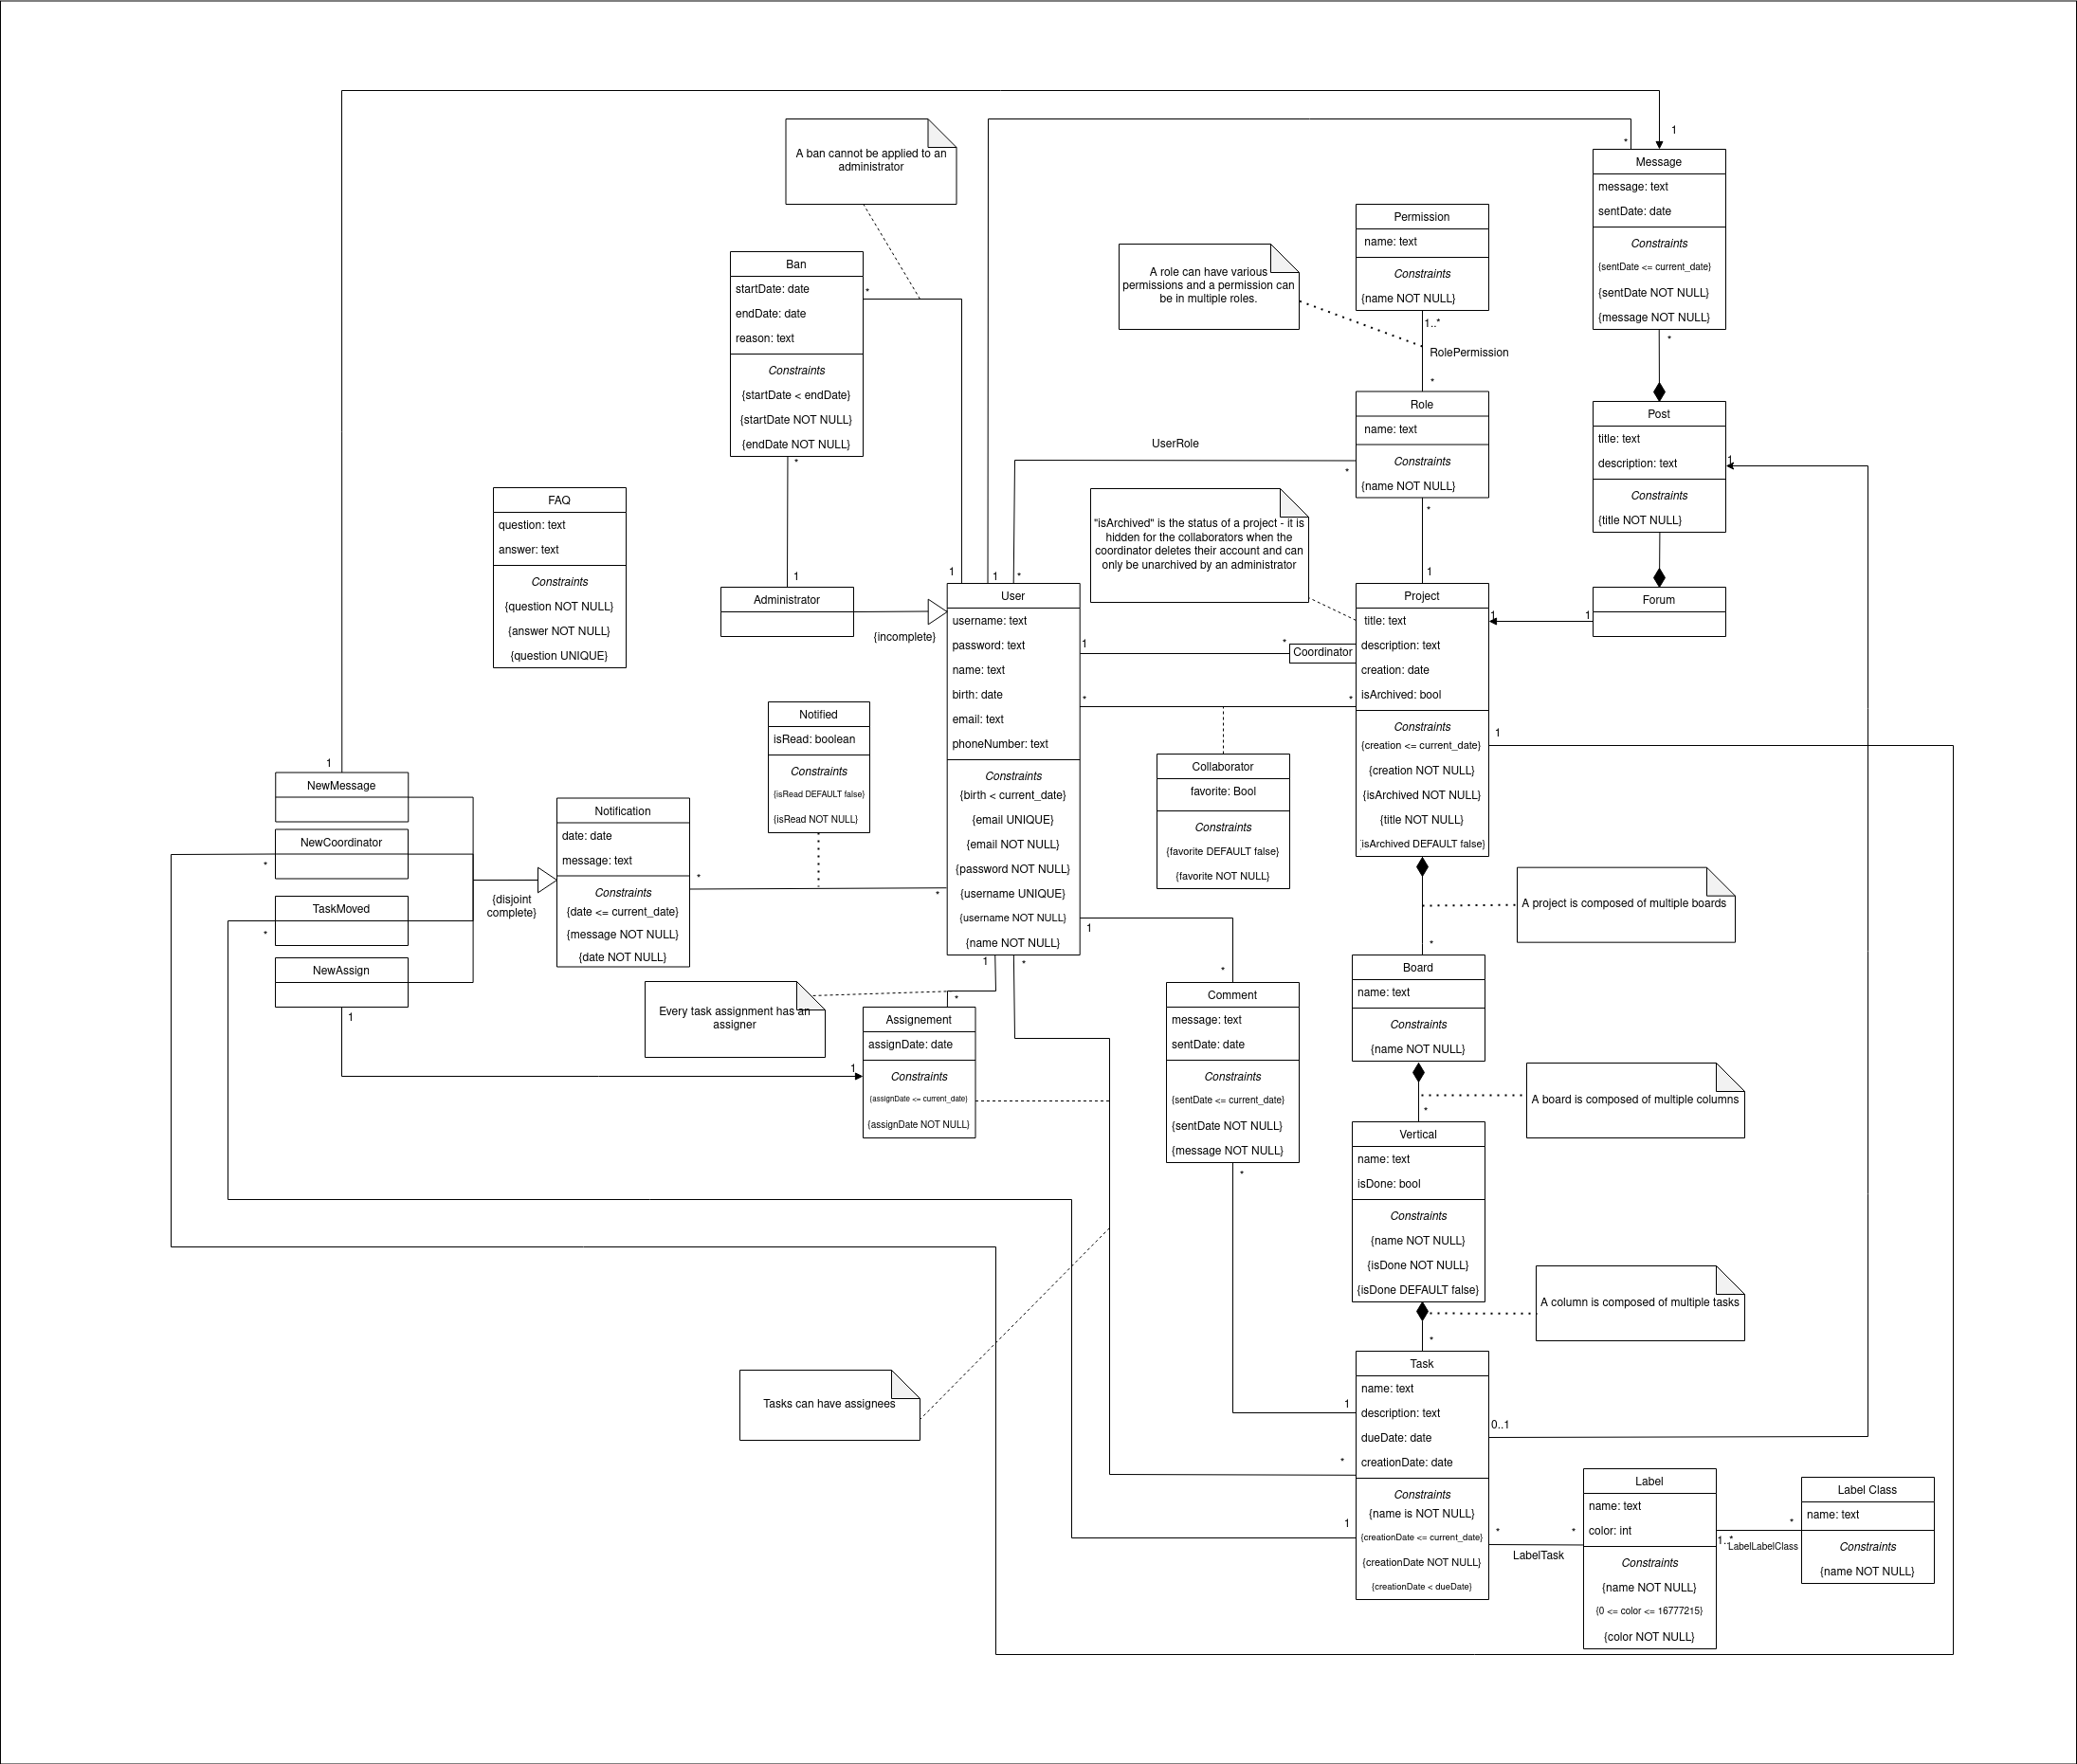 A ban cannot be applied to an
administrator
1
*
Message
message: text
sentDate: date
Constraints
{sentDate <= current_date}
{sentDate NOT NULL}
{message NOT NULL}
*
Permission
name: text
Constraints
{name NOT NULL}
1..*
RolePermission
*
A role can have various
permissions and a permission can
be in multiple roles.
Ban
startDate: date
endDate: date
reason: text
Constraints
{startDate < endDate}
{startDate NOT NULL}
{endDate NOT NULL}
*
*
1
Role
name: text
Constraints
{name NOT NULL}
UserRole
*
*
1
Post
title: text
description: text
Constraints
{title NOT NULL}
1
FAQ
question: text
answer: text
Constraints
{question NOT NULL}
{answer NOT NULL}
{question UNIQUE}
"isArchived" is the status of a project - it is
hidden for the collaborators when the
coordinator deletes their account and can
only be unarchived by an administrator
Administrator
{incomplete}
1
1
*
User
username: text
password: text
name: text
birth: date
email: text
phoneNumber: text
Constraints
{birth < current_date}
{email UNIQUE}
{email NOT NULL}
{password NOT NULL}
{username UNIQUE}
{username NOT NULL}
{name NOT NULL}
1
*
Coordinator
*
*
Project
title: text
description: text
creation: date
isArchived: bool
Constraints
{creation <= current_date}
{creation NOT NULL}
{isArchived NOT NULL}
{title NOT NULL}
{isArchived DEFAULT false}
1
1
1
Forum
Notified
isRead: boolean
Constraints
{isRead DEFAULT false}
{isRead NOT NULL}
Collaborator
favorite: Bool
Constraints
{favorite DEFAULT false}
{favorite NOT NULL}
1
NewMessage
NewCoordinator
*
TaskMoved
*
NewAssign
1
{disjoint
complete}
Notification
date: date
message: text
Constraints
{date <= current_date}
{message NOT NULL}
{date NOT NULL}
*
*
A project is composed of multiple boards
*
Board
name: text
Constraints
{name NOT NULL}
1
*
1
*
*
Every task assignment has an
assigner
Assignement
assignDate: date
Constraints
{assignDate <= current_date}
{assignDate NOT NULL}
1
Comment
message: text
sentDate: date
Constraints
{sentDate <= current_date}
{sentDate NOT NULL}
{message NOT NULL}
*
A board is composed of multiple columns
*
Vertical
name: text
isDone: bool
Constraints
{name NOT NULL}
{isDone NOT NULL}
{isDone DEFAULT false}
A column is composed of multiple tasks
*
Tasks can have assignees
Task
name: text
description: text
dueDate: date
creationDate: date
Constraints
{name is NOT NULL}
{creationDate <= current_date}
{creationDate NOT NULL}
{creationDate < dueDate}
1
*
1
0..1
*
*
LabelTask
Label
name: text
color: int
Constraints
{name NOT NULL}
{0 <= color <= 16777215}
{color NOT NULL}
1..*
*
LabelLabelClass
Label Class
name: text
Constraints
{name NOT NULL}